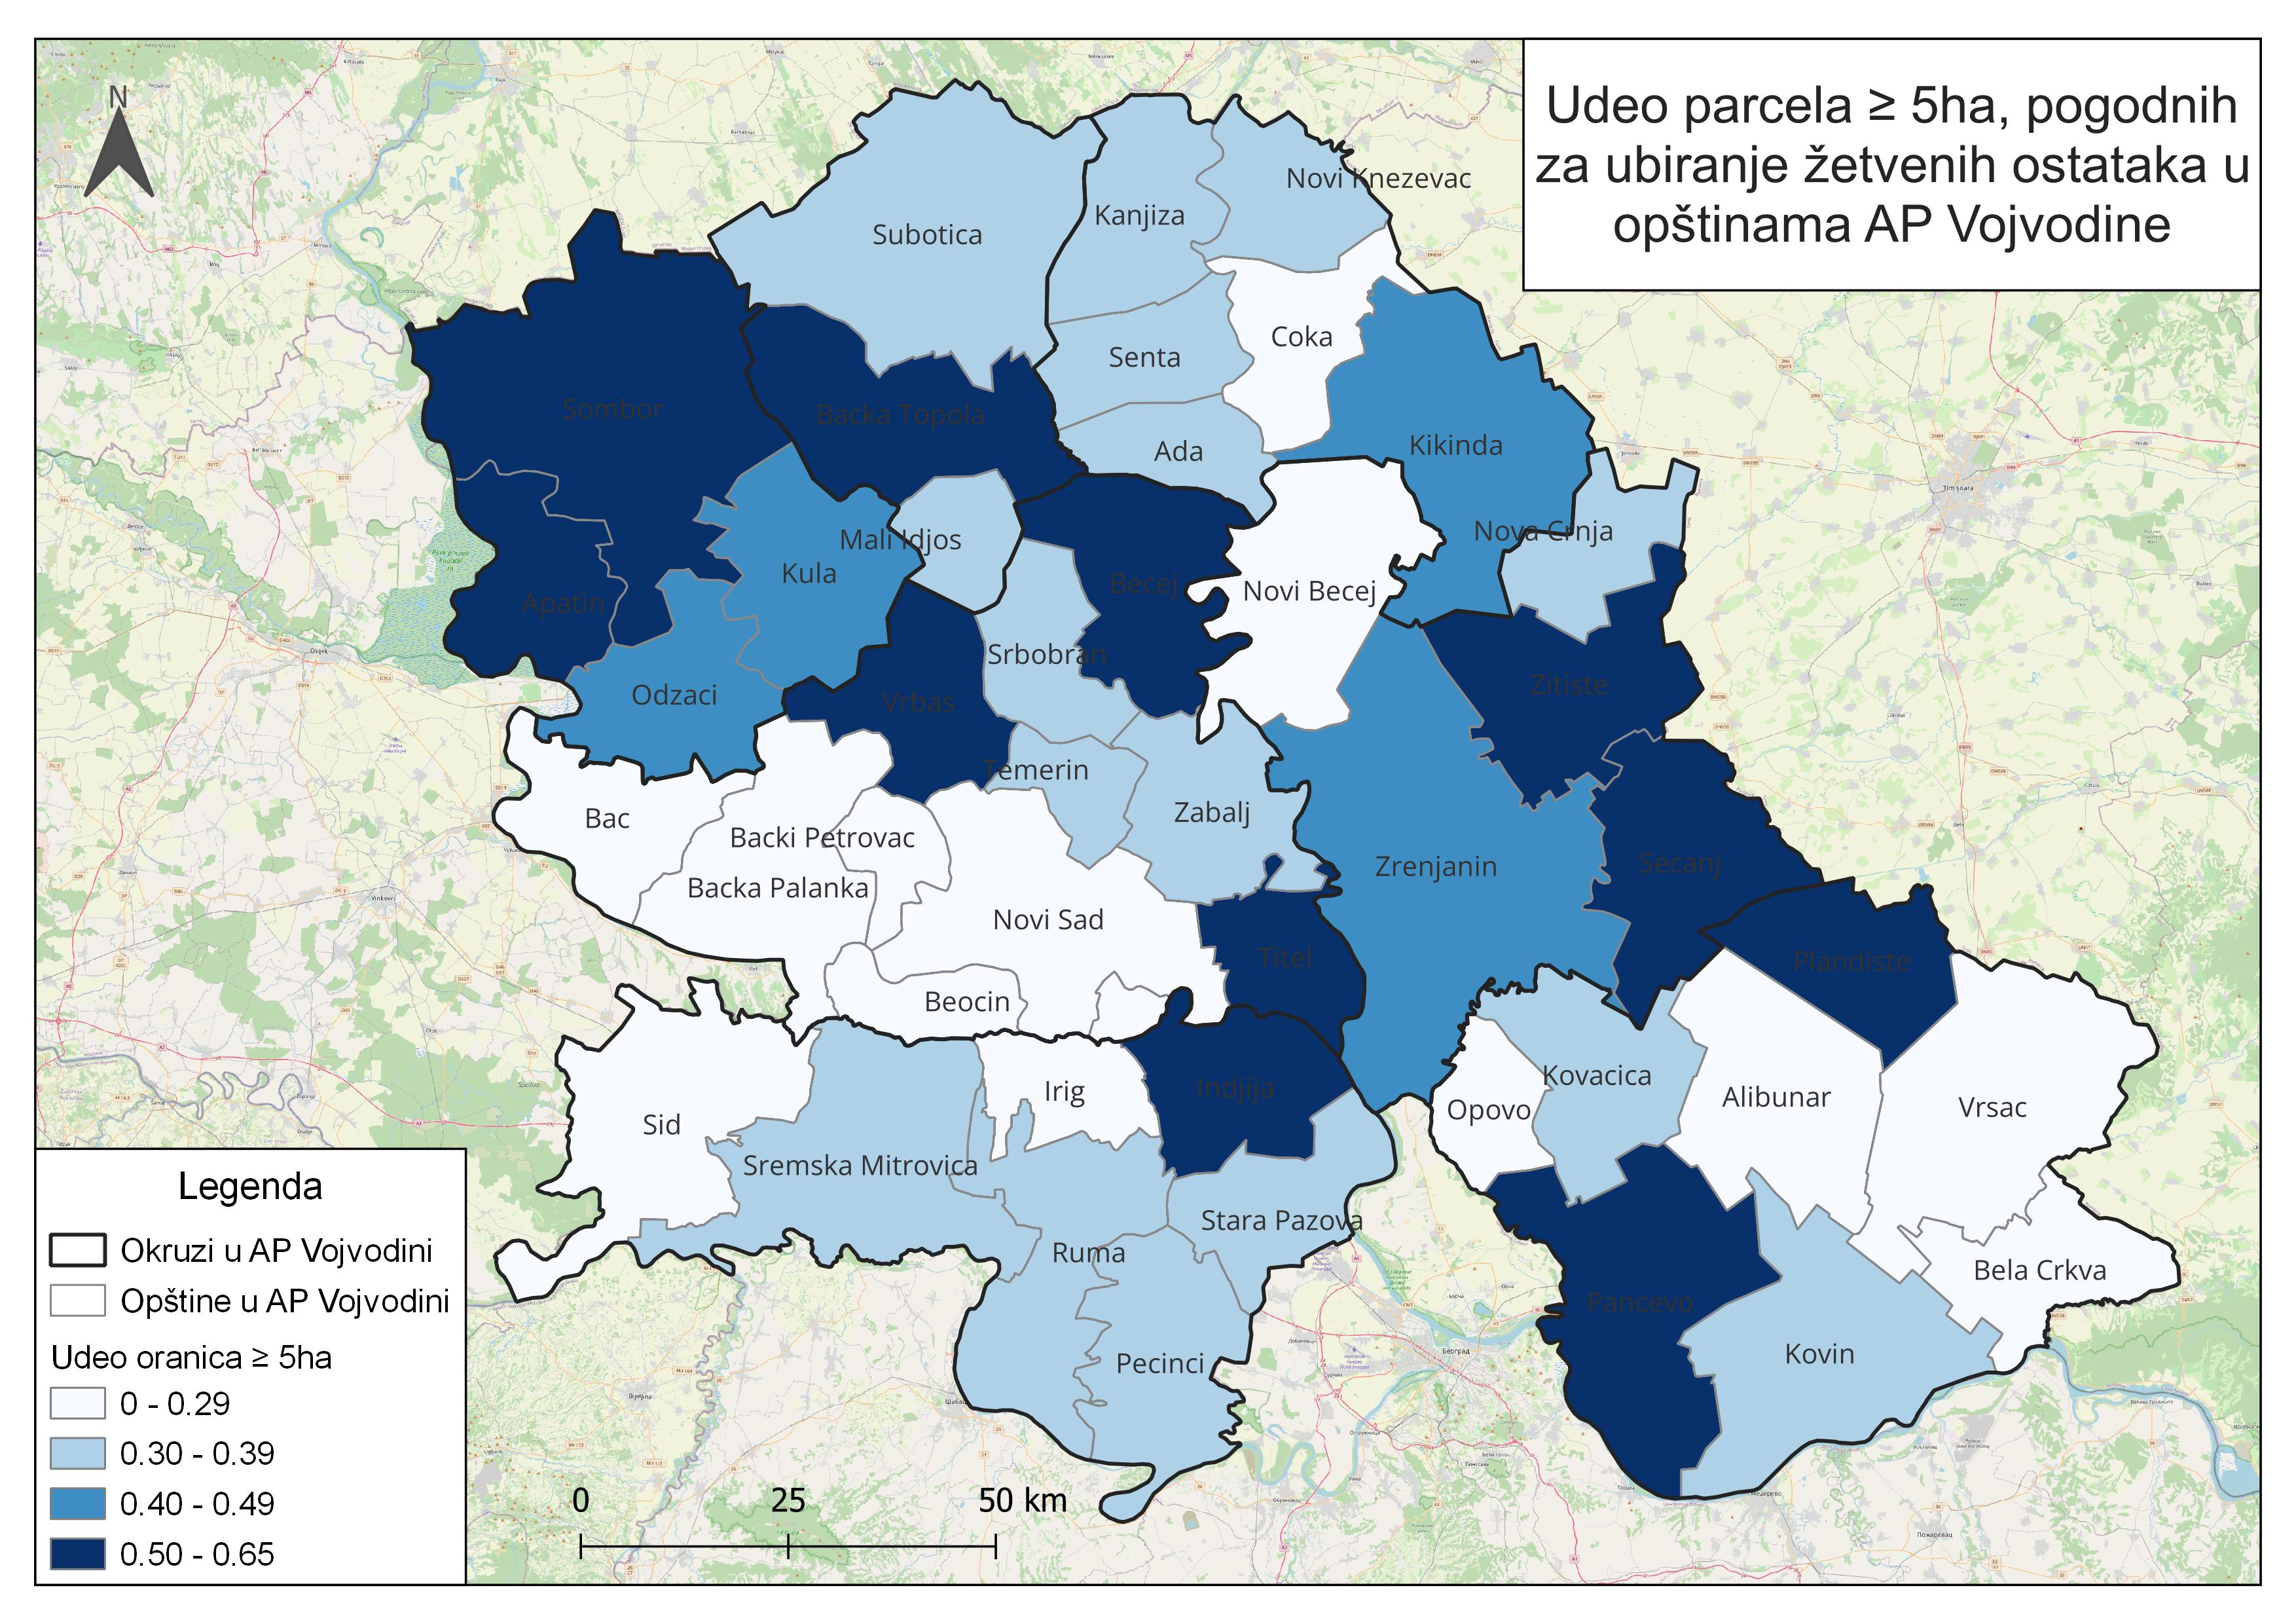 Udeo parcela ≥ 5ha, pogodnih
za ubiranje žetvenih ostataka u
opštinama AP Vojvodine
N
Novi Knezevac
Kanjiza
Subotica
Coka
Senta
Sombor
Backa Topola
Ada
Kikinda
Nova Crnja
Mali Idjos
Kula
Becej
Novi Becej
Apatin
Srbobran
Zitiste
Odzaci
Vrbas
Temerin
Zabalj
Bac
Backi Petrovac
Zrenjanin
Secanj
Backa Palanka
Novi Sad
Titel
Plandiste
Beocin
Kovacica
Indjija
Irig
Alibunar
Opovo
Vrsac
Sid
Sremska Mitrovica
Stara Pazova
Ruma
Bela Crkva
Pancevo
Kovin
Pecinci
Legenda
Okruzi u AP Vojvodini
Opštine u AP Vojvodini
Udeo oranica ≥ 5ha
0 - 0.29
0.30 - 0.39
0.40 - 0.49
0.50 - 0.65
0 25 50 km
Timișoara
Osijek
Vinkovci
Београд